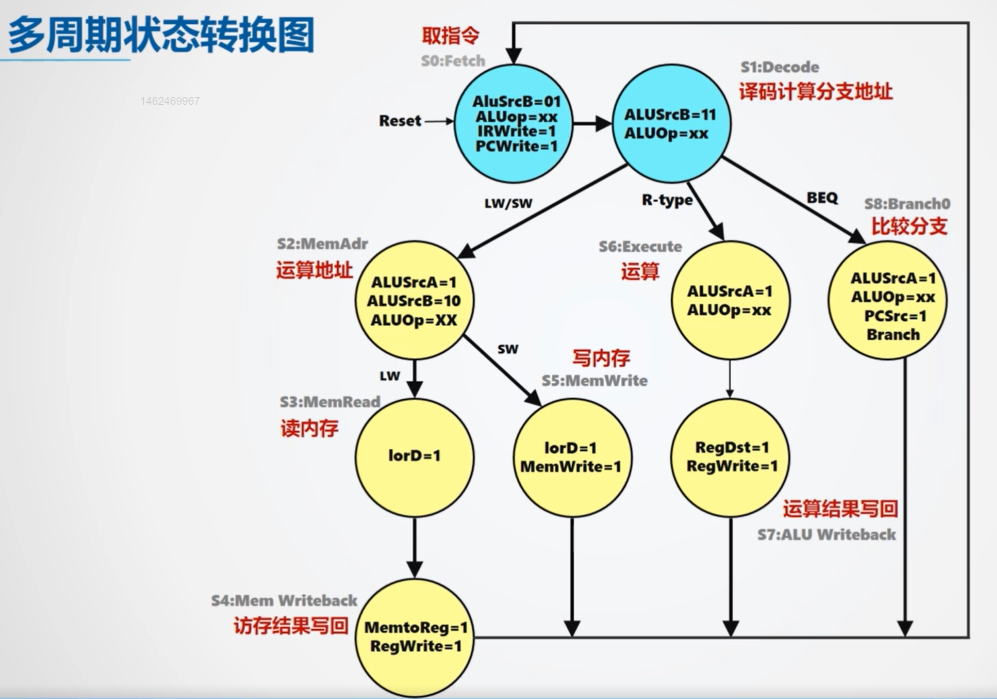 多周期状态转换图
1462469967
取指令
S0:Fetch
AluSrcB=01
ALUop=xx
IRWrite=1
PCWrite=1
Reset
S1:Decode
译码计算分支地址
ALUSrcB=11
ALUOp=xx
LW/SW
R-type
BEQ
S2:MemAdr
运算地址
ALUSrcA=1
ALUSrcB=10
ALUOp=XX
S6:Execute
运算
ALUSrcA=1
ALUOp=xx
S8:Branch0
比较分支
ALUSrcA=1
ALUOp=xx
PCSrc=1
Branch
LW
SW
S3:MemRead
读内存
IorD=1
写内存
S5:MemWrite
IorD=1
MemWrite=1
RegDst=1
RegWrite=1
运算结果写回
S7:ALU Writeback
S4:Mem Writeback
访存结果写回
MemtoReg=1
RegWrite=1